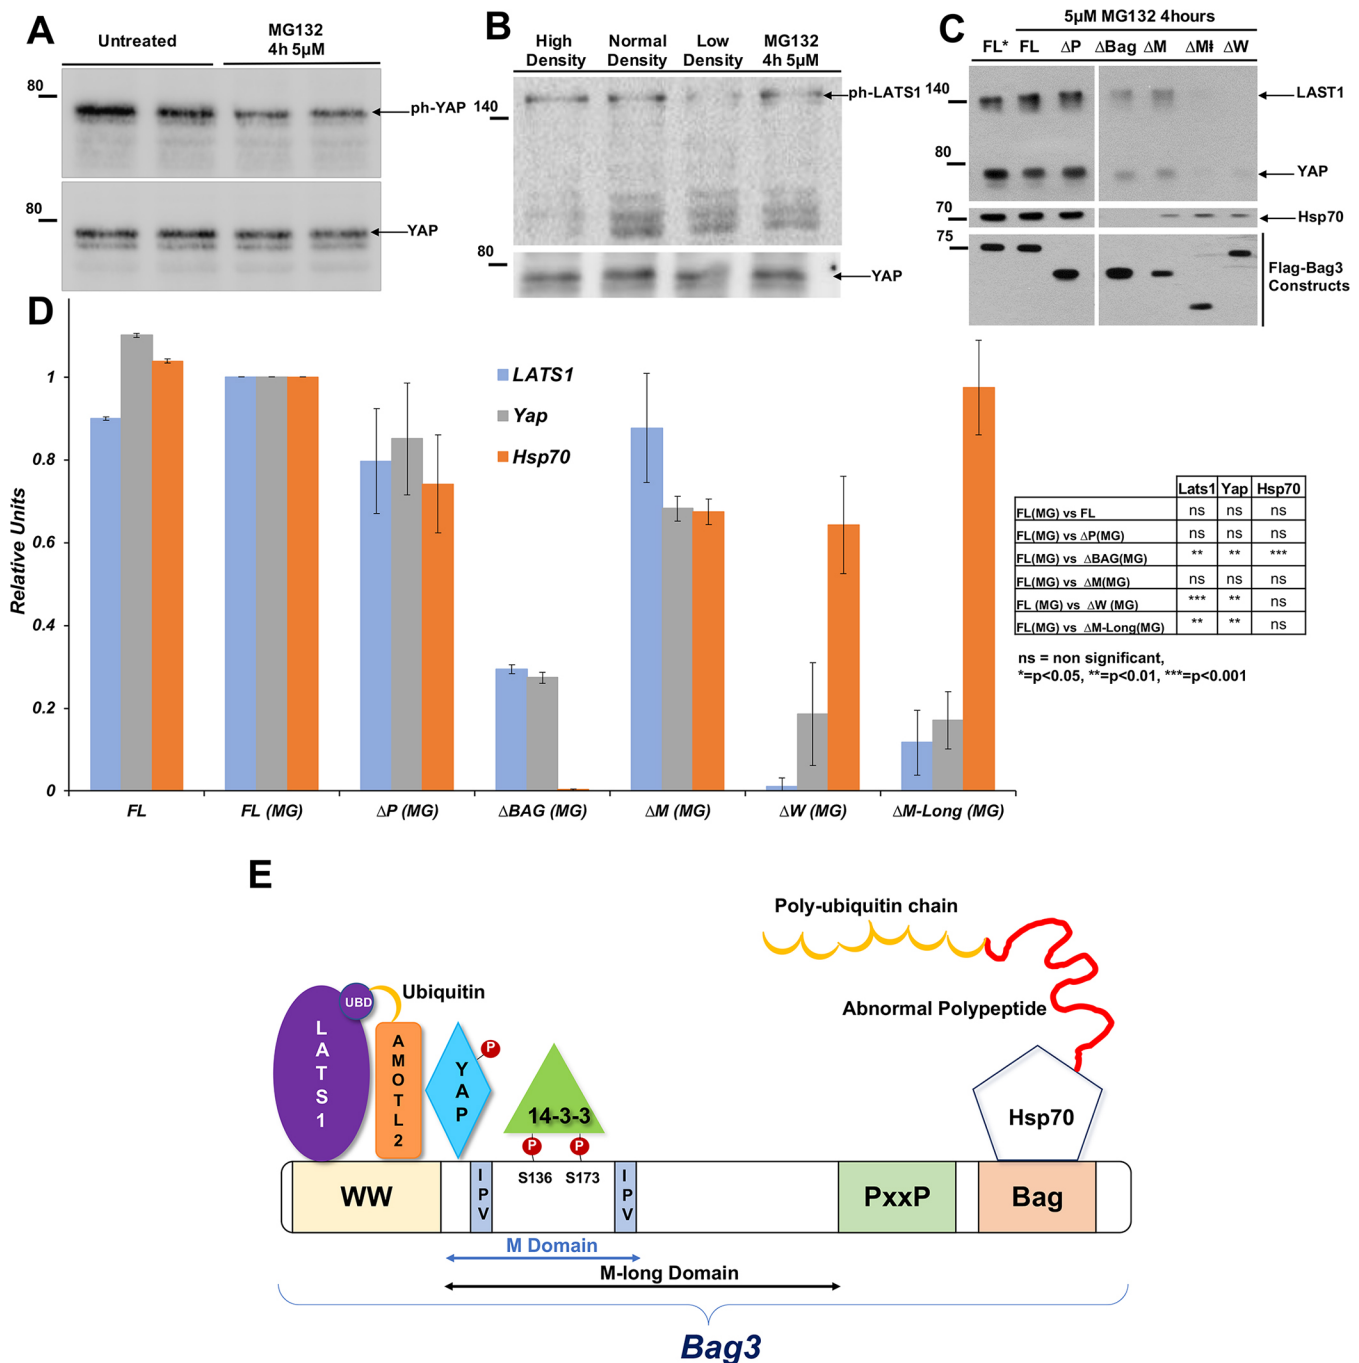 A
Untreated
MG132
4h 5µM
80
ph-YAP
80
YAP
B
High
Density
Normal
Density
Low
Density
MG132
4h 5µM
140
ph-LATS1
80
YAP
C
5µM MG132 4hours
FL* FL ΔP ΔBag ΔM ΔMǂ ΔW
140
LAST1
80
YAP
70
Hsp70
75
Flag-Bag3
Constructs
D
Relative Units
1
0.8
0.6
0.4
0.2
0
LATS1
Yap
Hsp70
FL
FL (MG)
ΔP (MG)
ΔBAG (MG)
ΔM (MG)
ΔW (MG)
ΔM-Long (MG)
Lats1 Yap Hsp70
FL(MG) vs FL ns ns ns
FL(MG) vs ΔP(MG) ns ns ns
FL(MG) vs ΔBAG(MG) ** ** ***
FL(MG) vs ΔM(MG) ns ns ns
FL (MG) vs ΔW (MG) *** ** ns
FL(MG) vs ΔM-Long(MG) ** ** ns
ns = non significant,
*=p<0.05, **=p<0.01, ***=p<0.001
E
Poly-ubiquitin chain
Abnormal Polypeptide
Ubiquitin
UBD
LATS1
AMOTL2
YAP
P
14-3-3
P
P
S136
S173
Hsp70
WW
IPV
IPV
PxxP
Bag
M Domain
M-long Domain
Bag3